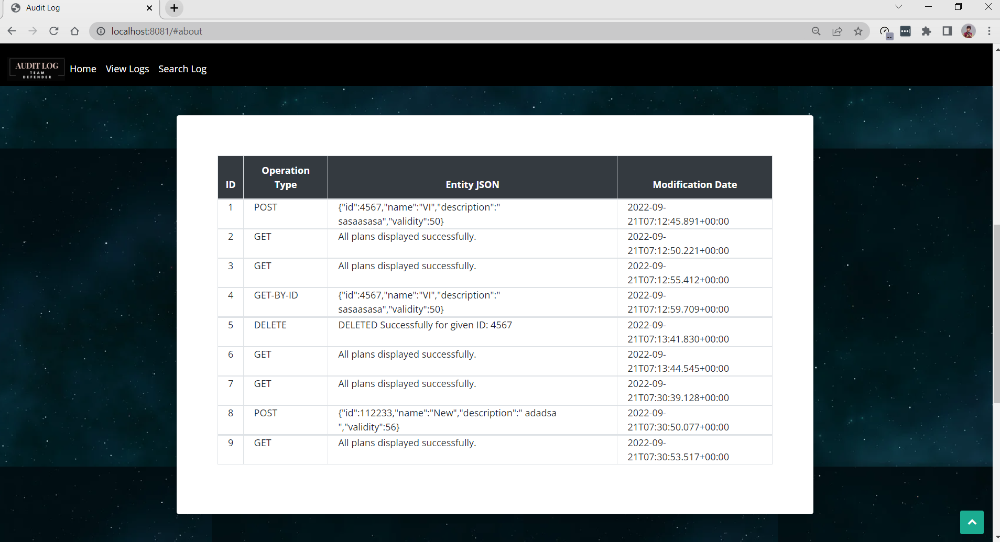 Audit Log
localhost:8081/#about
AUDIT LOG
TEAM
DEFENDER
Home View Logs Search Log
ID Operation Type Entity JSON Modification Date
1 POST {"id":4567,"name":"VI","description":" 2022-09-
sasaasasa","validity":50} 21T07:12:45.891+00:00
2 GET All plans displayed successfully. 2022-09-
21T07:12:50.221+00:00
3 GET All plans displayed successfully. 2022-09-
21T07:12:55.412+00:00
4 GET-BY-ID {"id":4567,"name":"VI","description":" 2022-09-
sasaasasa","validity":50} 21T07:12:59.709+00:00
5 DELETE DELETED Successfully for given ID: 4567 2022-09-
21T07:13:41.830+00:00
6 GET All plans displayed successfully. 2022-09-
21T07:13:44.545+00:00
7 GET All plans displayed successfully. 2022-09-
21T07:30:39.128+00:00
8 POST {"id":112233,"name":"New","description":" adadsa 2022-09-
","validity":56} 21T07:30:50.077+00:00
9 GET All plans displayed successfully. 2022-09-
21T07:30:53.517+00:00